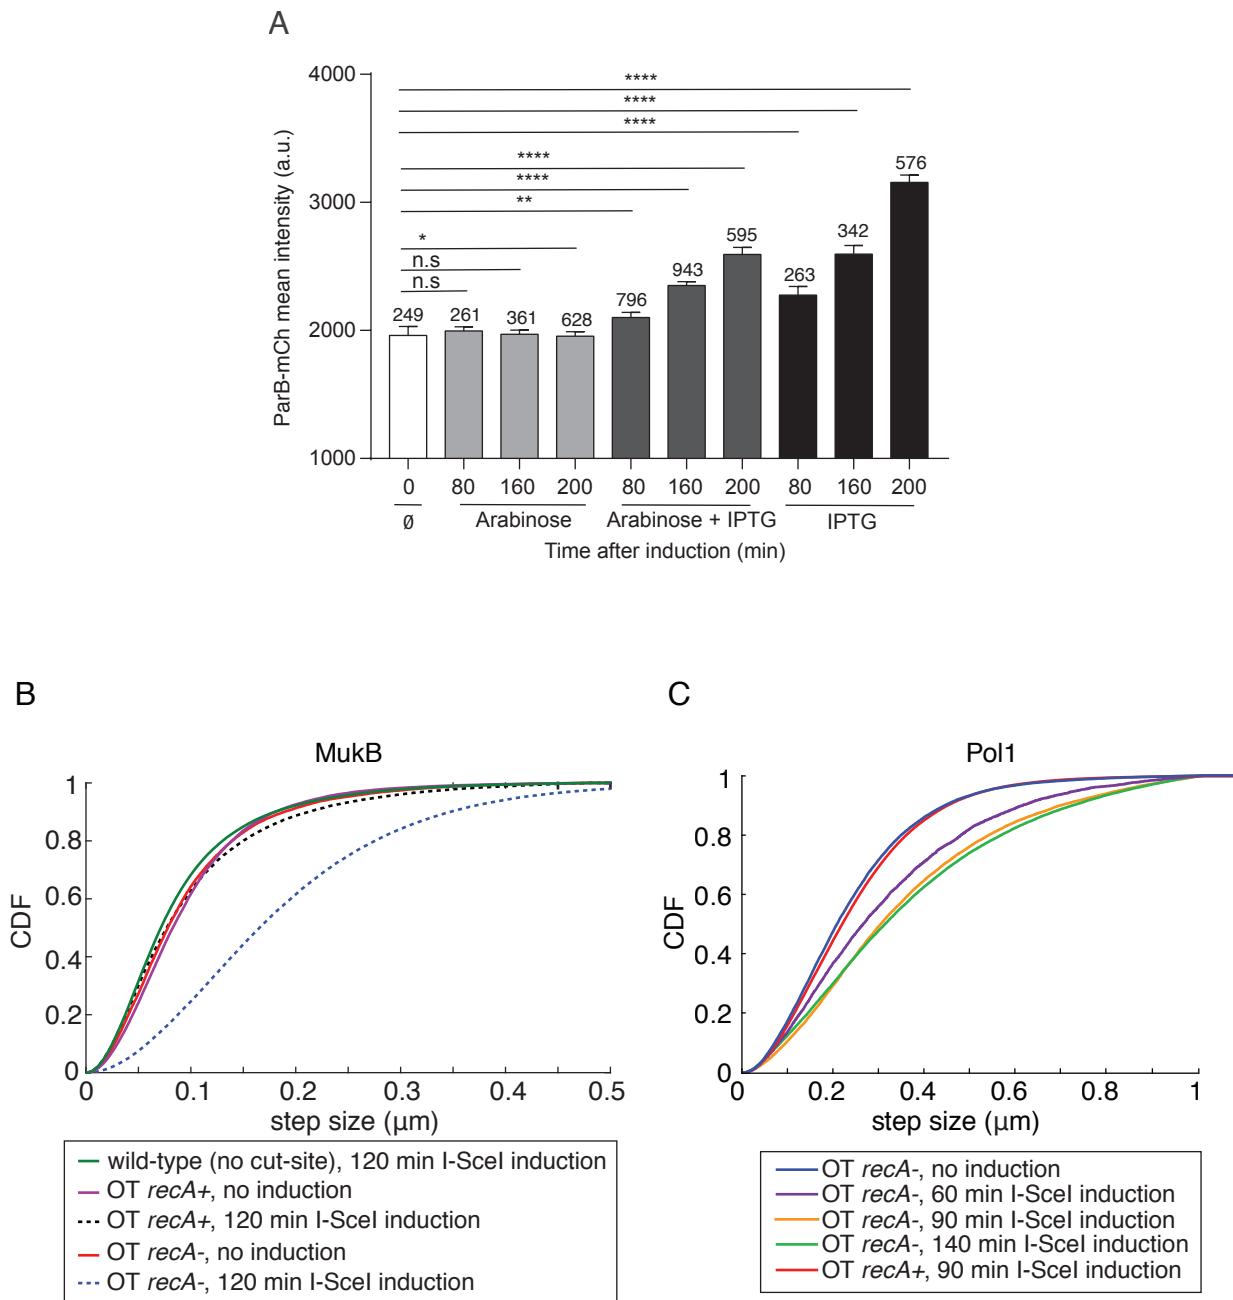 A
ParB-mCh mean intensity (a.u.)
4000
3000
2000
1000
****
****
****
****
****
**
*
n.s
n.s
249
261
361
628
796
943
595
263
342
576
0 80 160 200 80 160 200 80 160 200
ø Arabinose Arabinose + IPTG IPTG
Time after induction (min)
B
MukB
CDF
1
0.8
0.6
0.4
0.2
0
0 0.1 0.2 0.3 0.4 0.5
step size (µm)
wild-type (no cut-site), 120 min I-SceI induction
OT recA+, no induction
OT recA+, 120 min I-SceI induction
OT recA-, no induction
OT recA-, 120 min I-SceI induction
C
Pol1
CDF
1
0.8
0.6
0.4
0.2
0
0 0.2 0.4 0.6 0.8 1
step size (µm)
OT recA-, no induction
OT recA-, 60 min I-SceI induction
OT recA-, 90 min I-SceI induction
OT recA-, 140 min I-SceI induction
OT recA+, 90 min I-SceI induction